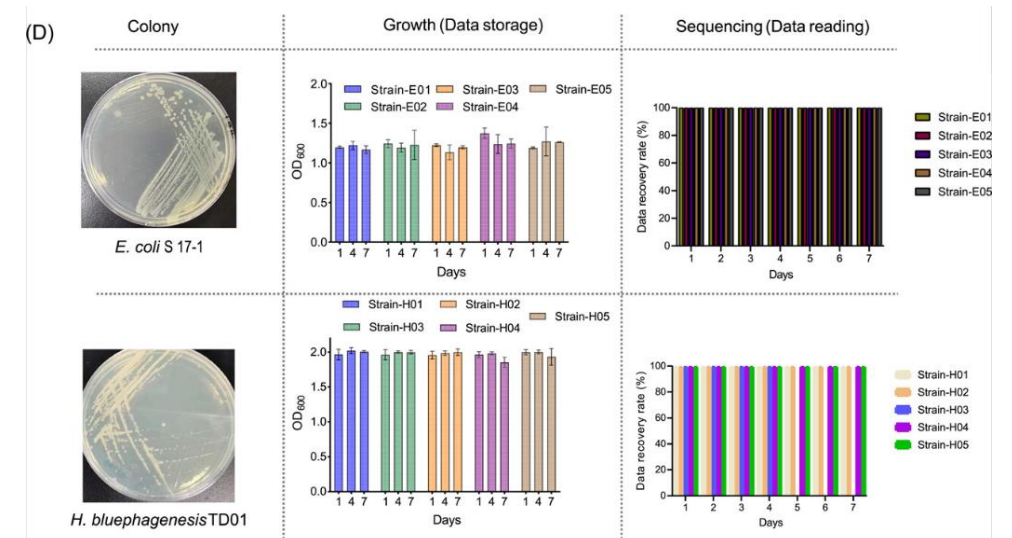 (D)
Colony
Growth (Data storage)
Sequencing (Data reading)
E. coli S 17-1
Strain-E01 Strain-E03 Strain-E05
Strain-E02 Strain-E04
OD600
2.0
1.5
1.0
0.5
0.0
1 4 7 1 4 7 1 4 7 1 4 7 1 4 7
Days
Data recovery rate (%)
100
80
60
40
20
0
1 2 3 4 5 6 7
Days
Strain-E01
Strain-E02
Strain-E03
Strain-E04
Strain-E05
H. bluephagenesis TD01
Strain-H01 Strain-H02 Strain-H05
Strain-H03 Strain-H04
OD600
2.0
1.5
1.0
0.5
0.0
1 4 7 1 4 7 1 4 7 1 4 7 1 4 7
Days
Data recovery rate (%)
100
80
60
40
20
0
1 2 3 4 5 6 7
Days
Strain-H01
Strain-H02
Strain-H03
Strain-H04
Strain-H05